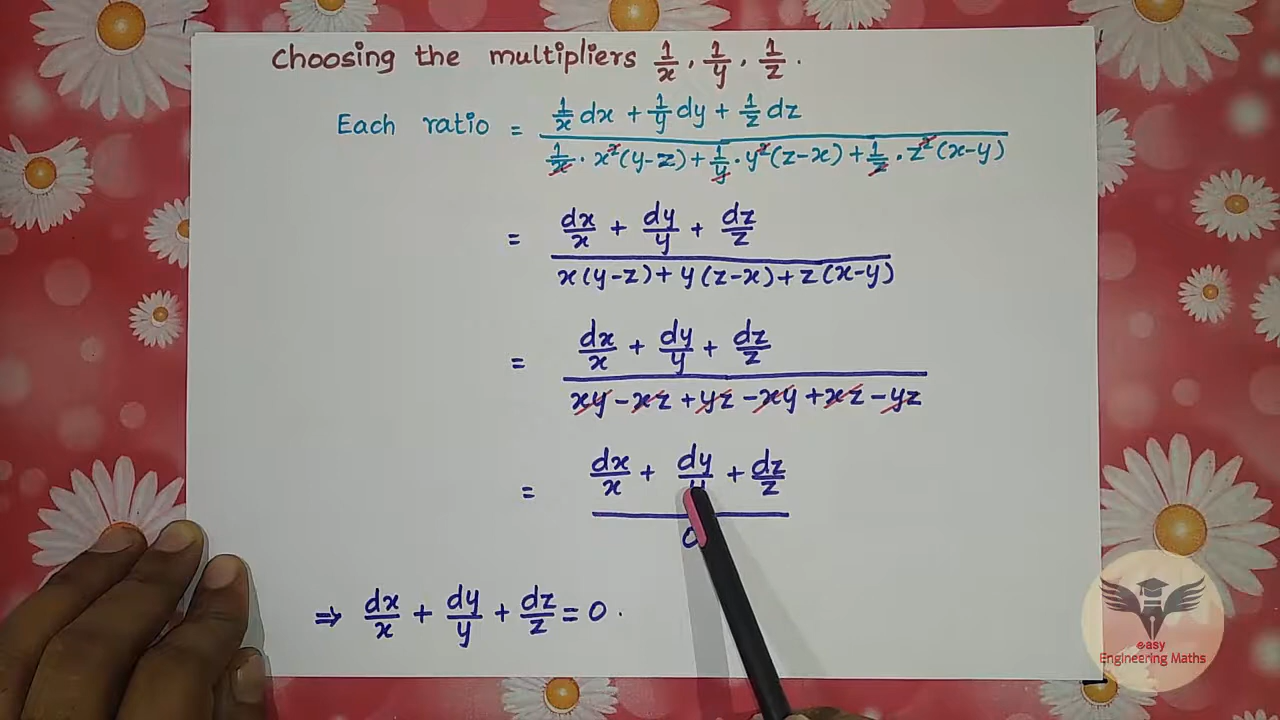 Choosing the multipliers 1/x, 1/y, 1/z.
Each ratio = (1/x dx + 1/y dy + 1/z dz) / (1/x · x²(y-z) + 1/y · y²(z-x) + 1/z · z²(x-y))
= (dx/x + dy/y + dz/z) / (x(y-z) + y(z-x) + z(x-y))
= (dx/x + dy/y + dz/z) / (xy - xz + yz - xy + xz - yz)
= (dx/x + dy/y + dz/z) / 0
⇒ dx/x + dy/y + dz/z = 0.
easy
Engineering Maths